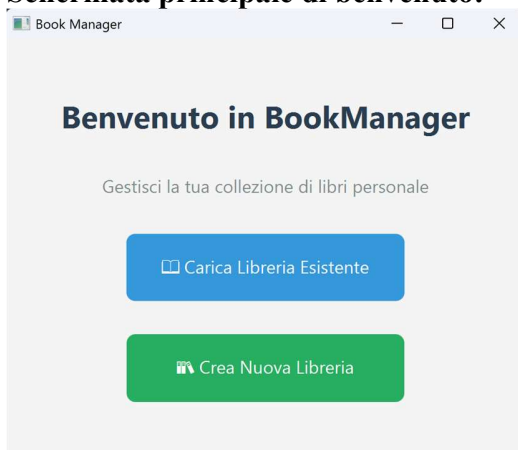 Schermata principale di benvenuto:
Book Manager
Benvenuto in BookManager
Gestisci la tua collezione di libri personale
📖 Carica Libreria Esistente
📚 Crea Nuova Libreria